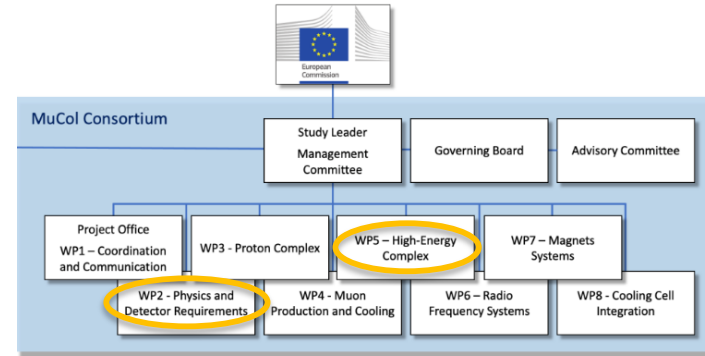 European
Commission
MuCol Consortium
Study Leader
Management
Committee
Governing Board
Advisory Committee
Project Office
WP1 – Coordination
and Communication
WP3 - Proton Complex
WP5 – High-Energy
Complex
WP7 – Magnets
Systems
WP2 - Physics and
Detector Requirements
WP4 - Muon
Production and Cooling
WP6 – Radio
Frequency Systems
WP8 - Cooling Cell
Integration